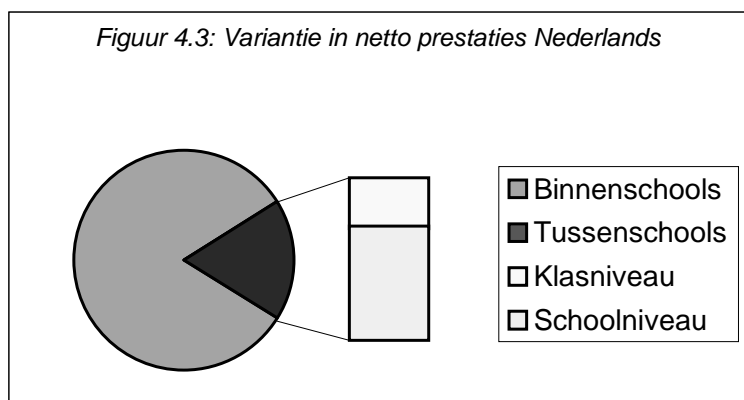 Figuur 4.3: Variantie in netto prestaties Nederlands
Binnenschools
Tussenschools
Klasniveau
Schoolniveau